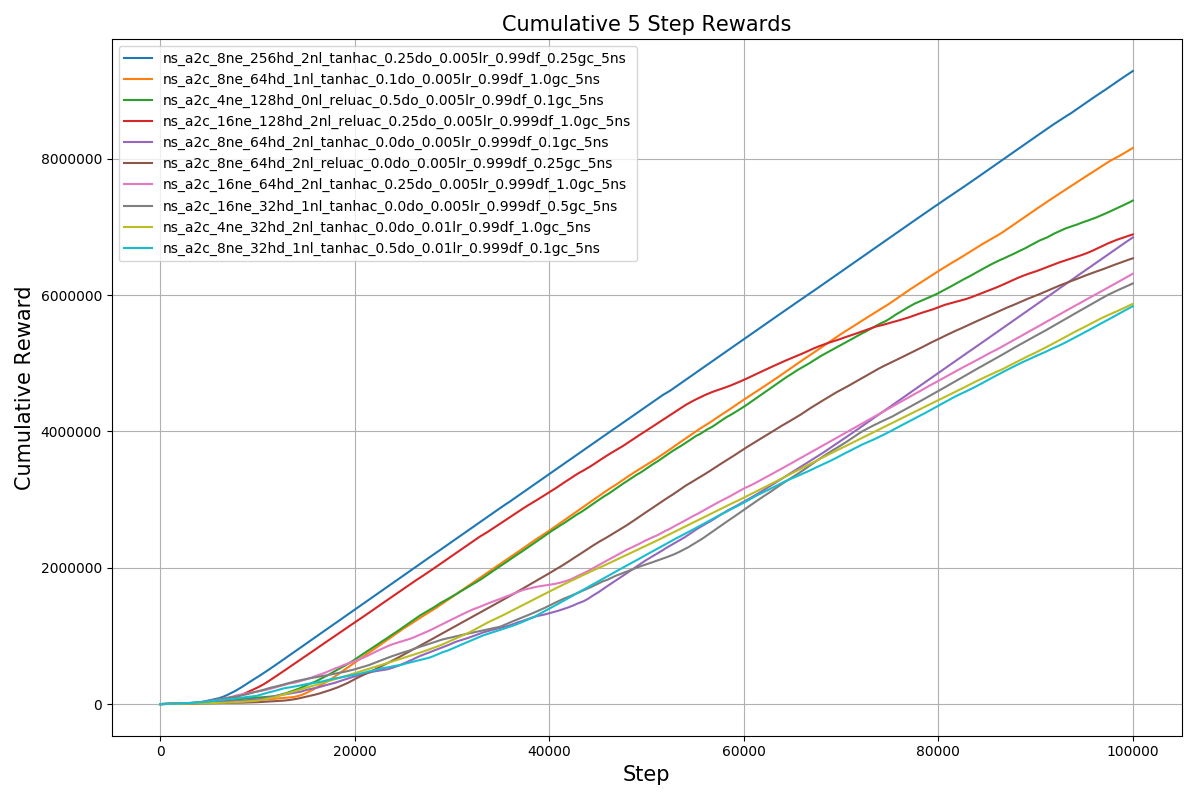 Cumulative 5 Step Rewards
ns_a2c_8ne_256hd_2nl_tanhac_0.25do_0.005lr_0.99df_0.25gc_5ns
ns_a2c_8ne_64hd_1nl_tanhac_0.1do_0.005lr_0.99df_1.0gc_5ns
ns_a2c_4ne_128hd_0nl_reluac_0.5do_0.005lr_0.99df_0.1gc_5ns
ns_a2c_16ne_128hd_2nl_reluac_0.25do_0.005lr_0.999df_1.0gc_5ns
ns_a2c_8ne_64hd_2nl_tanhac_0.0do_0.005lr_0.999df_0.1gc_5ns
ns_a2c_8ne_64hd_2nl_reluac_0.0do_0.005lr_0.999df_0.25gc_5ns
ns_a2c_16ne_64hd_2nl_tanhac_0.25do_0.005lr_0.999df_1.0gc_5ns
ns_a2c_16ne_32hd_1nl_tanhac_0.0do_0.005lr_0.999df_0.5gc_5ns
ns_a2c_4ne_32hd_2nl_tanhac_0.0do_0.01lr_0.99df_1.0gc_5ns
ns_a2c_8ne_32hd_1nl_tanhac_0.5do_0.01lr_0.999df_0.1gc_5ns
8000000
6000000
4000000
2000000
0
Cumulative Reward
0 20000 40000 60000 80000 100000
Step